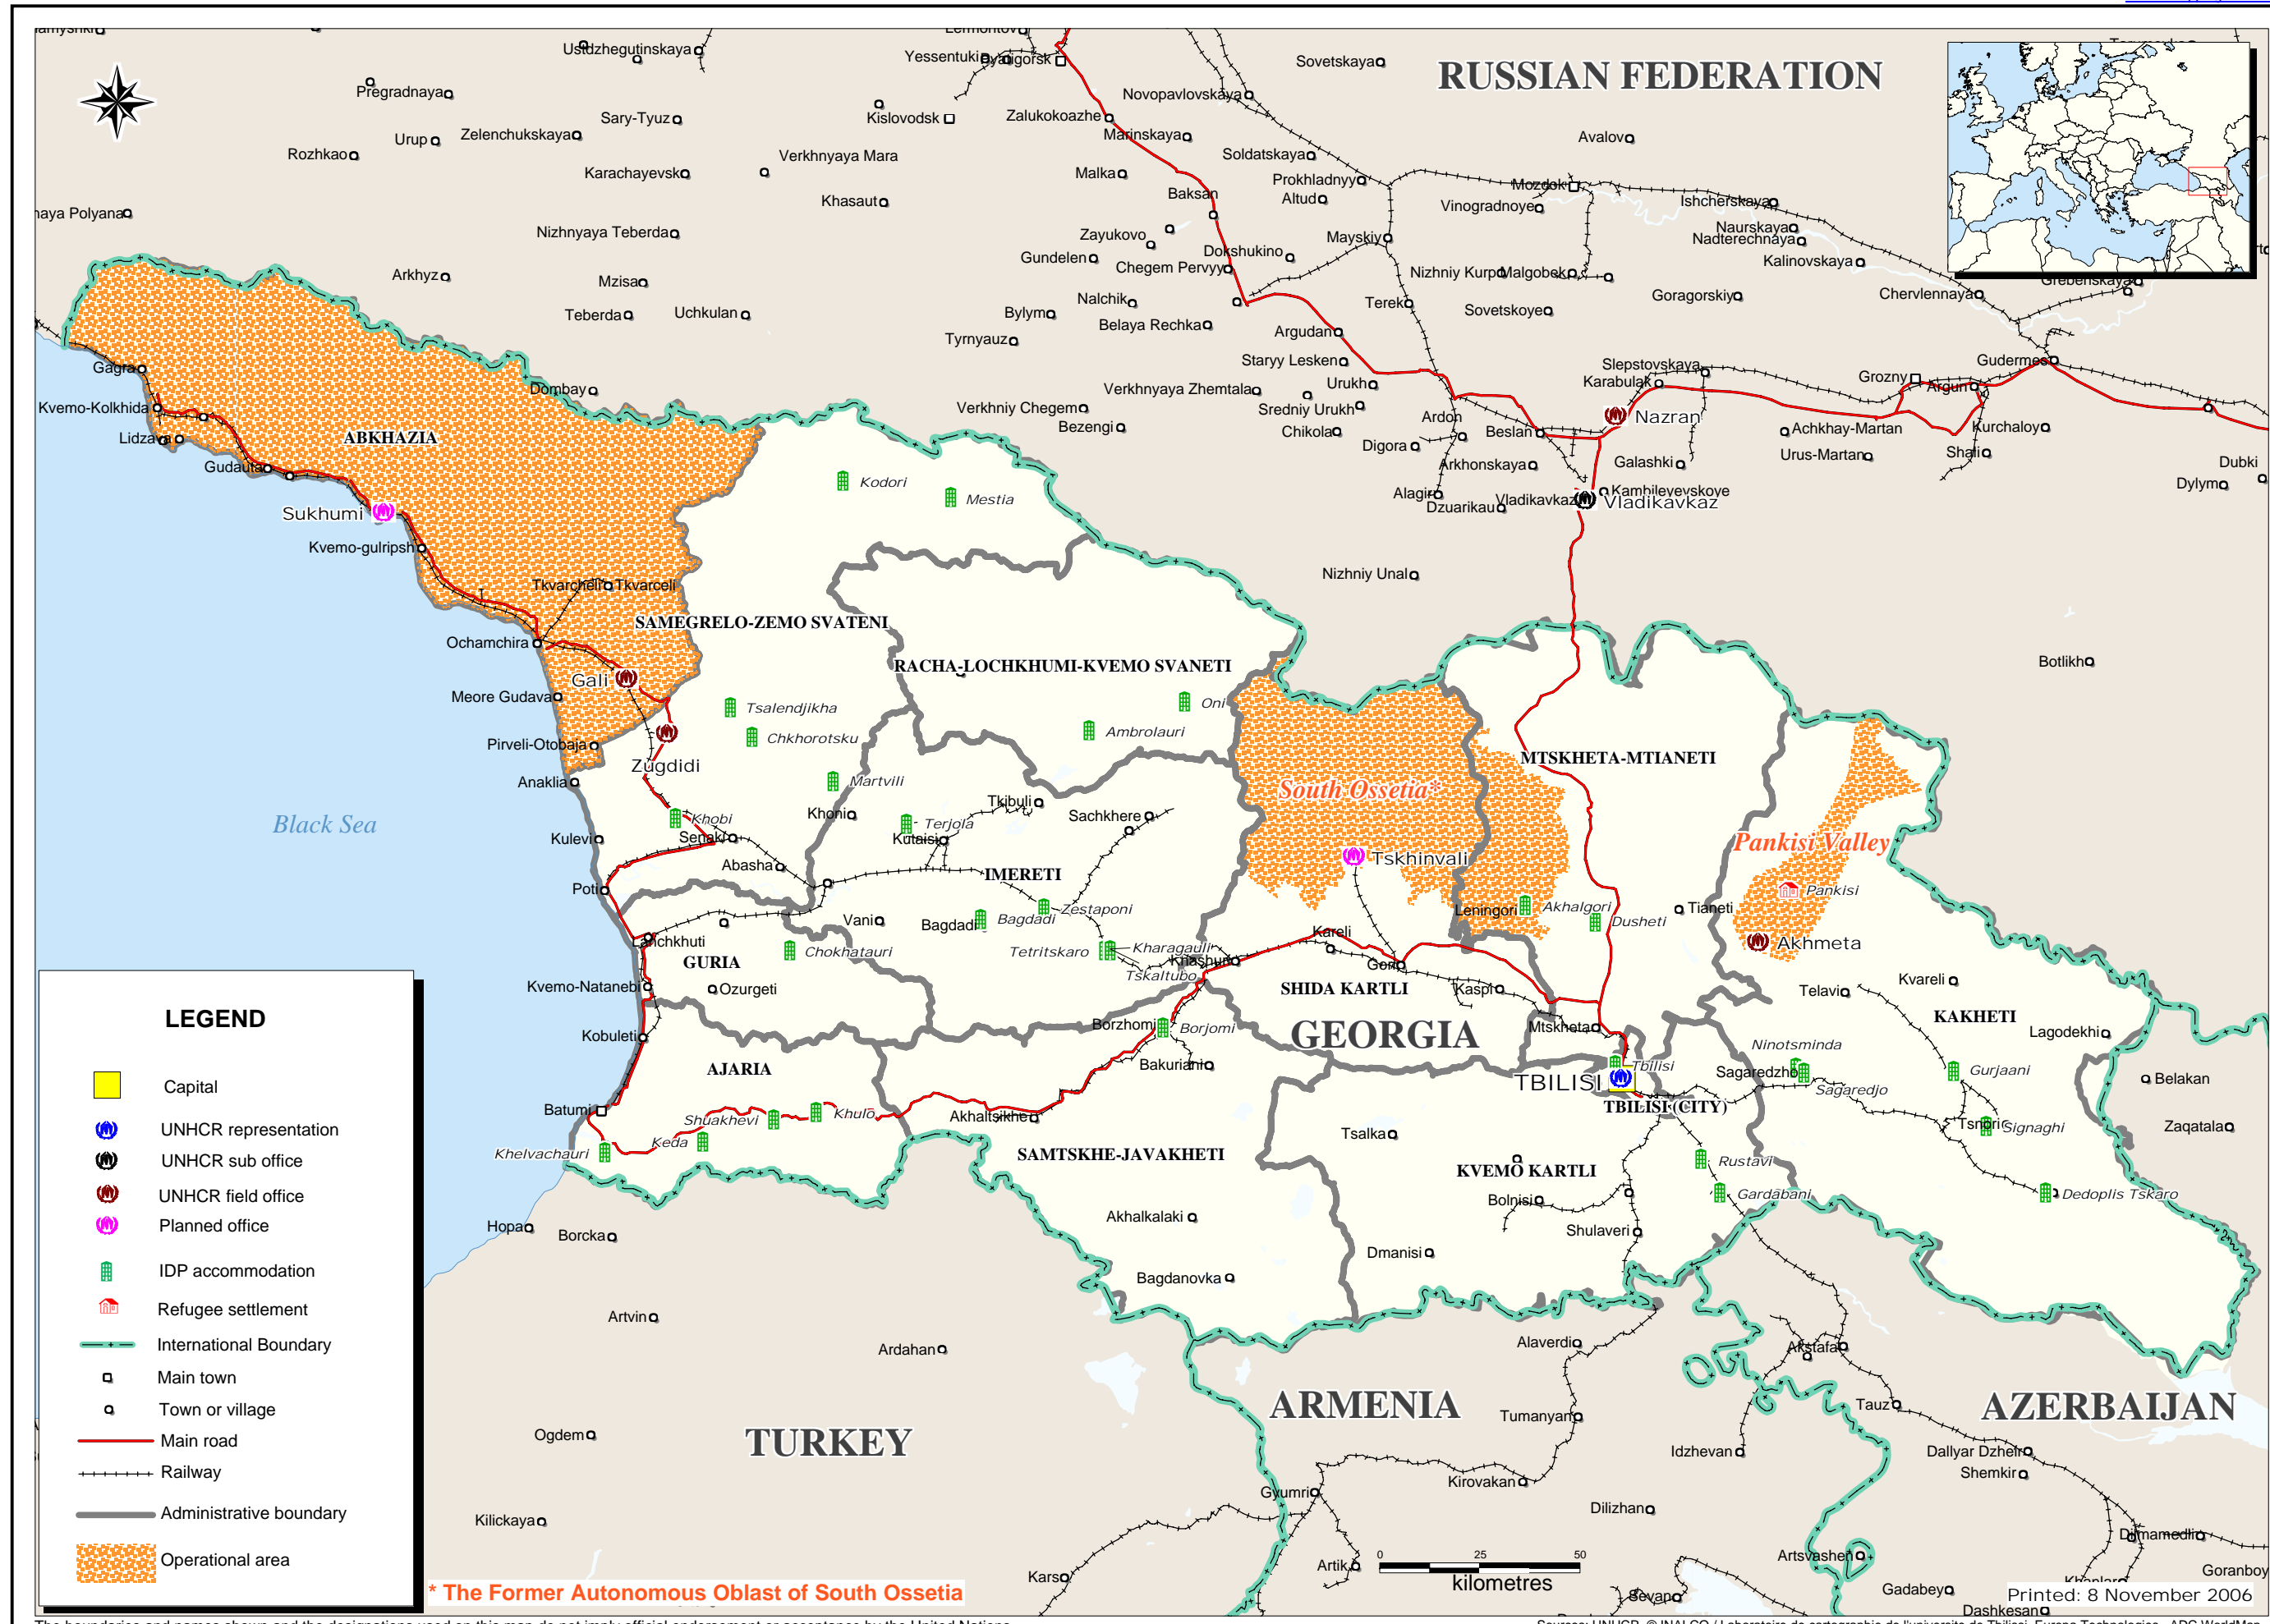 Ustdzhegutinskaya
Yessentuki
Lermontov
Sovetskaya
RUSSIAN FEDERATION
Pregradnaya
Novopavlovskaya
Sary-Tyuz
Kislovodsk
Zalukokoazhe
Marinskaya
Avalov
Urup
Zelenchukskaya
Rozhkao
Verkhnyaya Mara
Soldatskaya
Karachayevsk
Malka
Prokhladnyy
Mozdok
Baksan
Altud
Khasaut
Vinogradnoye
Ishcherskaya
naya Polyana
Nizhnyaya Teberda
Zayukovo
Mayskiy
Naurskaya
Nadterechnaya
Dokshukino
Gundelen
Chegem Pervyy
Kalinovskaya
Arkhyz
Mzisa
Nizhniy Kurp
Malgobek
Grebenskaya
Nalchik
Terek
Goragorskiy
Chervlennaya
Teberda
Uchkulan
Bylym
Belaya Rechka
Sovetskoye
Argudan
Tyrnyauz
Staryy Lesken
Slepstovskaya
Gudermes
Gagra
Dombay
Verkhnyaya Zhemtala
Urukh
Karabulak
Grozny
Argun
Kvemo-Kolkhida
Verkhniy Chegem
Sredniy Urukh
Ardon
Nazran
Lidzava
ABKHAZIA
Bezengi
Chikola
Beslan
Achkhay-Martan
Kurchaloy
Digora
Gudauta
Arkhonskaya
Galashki
Urus-Martan
Shali
Dubki
Kodori
Mestia
Alagir
Vladikavkaz
Kambileyevskoye
Vladikavkaz
Dylym
Sukhumi
Dzuarikau
Kvemo-gulripsh
Nizhniy Unal
Tkvarcheli
Tkvarceli
SAMEGRELO-ZEMO SVATENI
Ochamchira
RACHA-LOCHKHUMI-KVEMO SVANETI
Botlikh
Gali
Meore Gudava
Tsalendjikha
Oni
Chkhorotsku
Ambrolauri
Pirveli-Otobaja
Zugdidi
MTSKHETA-MTIANETI
Anaklia
Martvili
South Ossetia*
Black Sea
Khobi
Khoni
Tkibuli
Sachkhere
Terjola
Kulevi
Senaki
Kutaisi
Pankisi Valley
Abasha
IMERETI
Tskhinvali
Poti
Pankisi
Vani
Bagdadi
Bagdadi
Zestaponi
Leningori
Akhalgori
Dusheti
Tianeti
Lanchkhuti
Chokhatauri
Tetritskaro
Kharagauli
Kareli
Akhmeta
GURIA
Tskaltubo
Khashuri
Gori
Kvemo-Natanebi
Ozurgeti
SHIDA KARTLI
Kaspi
Telavi
Kvareli
Kobuleti
Borzhomi
Borjomi
GEORGIA
Mtskheta
KAKHETI
Lagodekhi
AJARIA
Bakuriani
Tbilisi
TBILISI
Ninotsminda
Sagaredzho
Gurjaani
Belakan
Sagaredjo
Batumi
Shuakhevi
Khulo
Akhaltsikhe
TBILISI (CITY)
Keda
Tsalka
Tsnori
Signaghi
Zaqatala
Khelvachauri
SAMTSKHE-JAVAKHETI
KVEMO KARTLI
Rustavi
Bolnisi
Gardabani
Dedoplis Tskaro
Hopa
Borcka
Akhalkalaki
Shulaveri
Dmanisi
Bagdanovka
Artvin
Ardahan
Alaverdi
Akstafa
ARMENIA
AZERBAIJAN
Tumanyan
Tauz
TURKEY
Ogdem
Idzhevan
Dallyar Dzheir
Shemkir
Kirovakan
Gyumri
Dilizhan
Kilickaya
Artik
Artsvashen
Goranboy
Kars
Sevan
Gadabey
Dashkesan
LEGEND
Capital
UNHCR representation
UNHCR sub office
UNHCR field office
Planned office
IDP accommodation
Refugee settlement
International Boundary
Main town
Town or village
Main road
Railway
Administrative boundary
Operational area
* The Former Autonomous Oblast of South Ossetia
0 25 50
kilometres
Printed: 8 November 2006